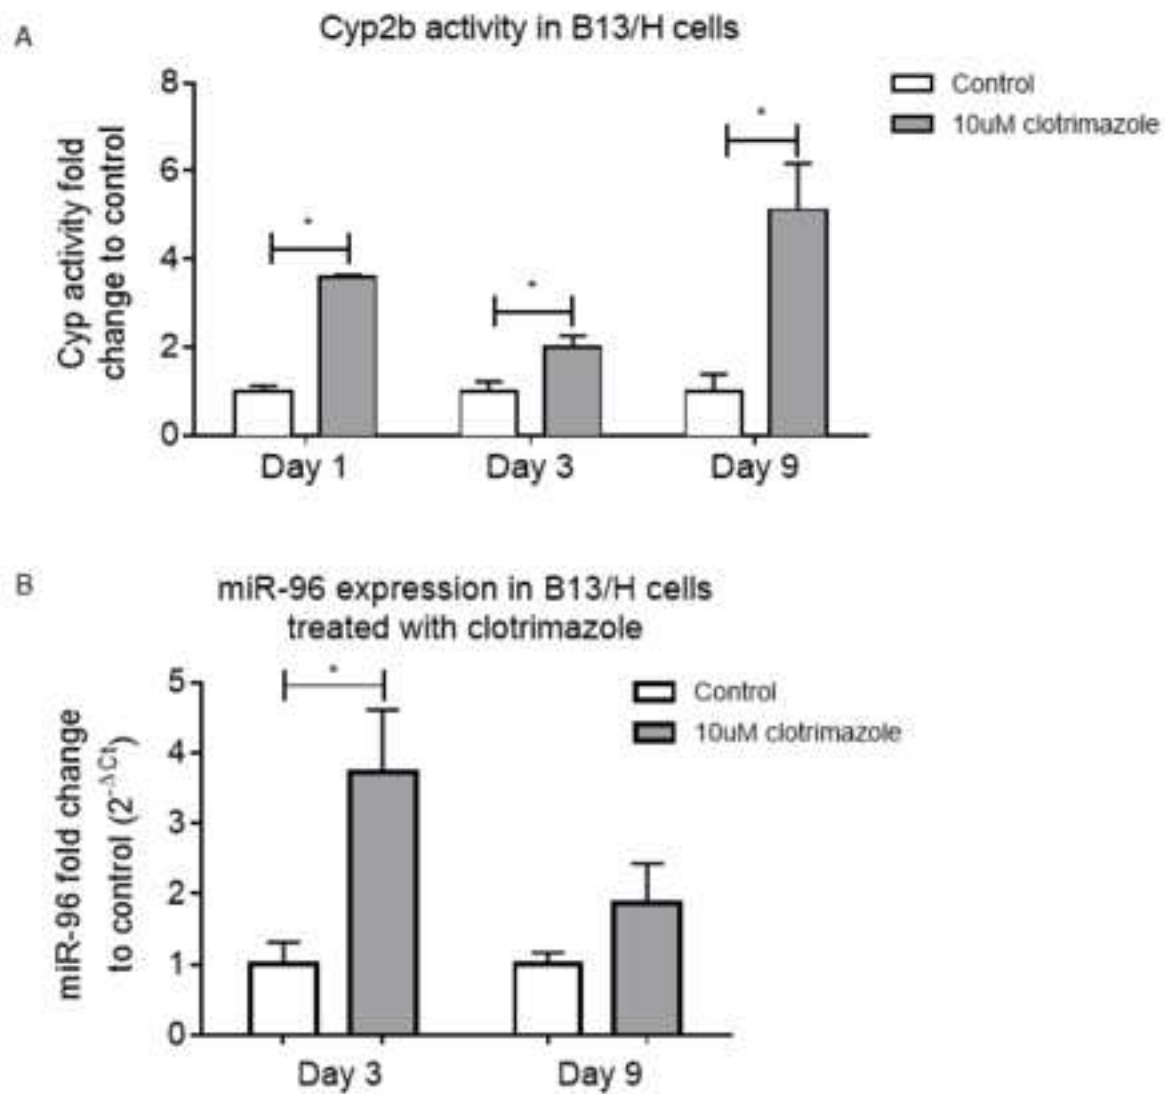 A
Cyp2b activity in B13/H cells
Cyp activity fold
change to control
8
6
4
2
0
*
*
*
Day 1
Day 3
Day 9
Control
10uM clotrimazole
B
miR-96 expression in B13/H cells
treated with clotrimazole
miR-96 fold change
to control (2^-ΔCt)
5
4
3
2
1
0
*
Day 3
Day 9
Control
10uM clotrimazole